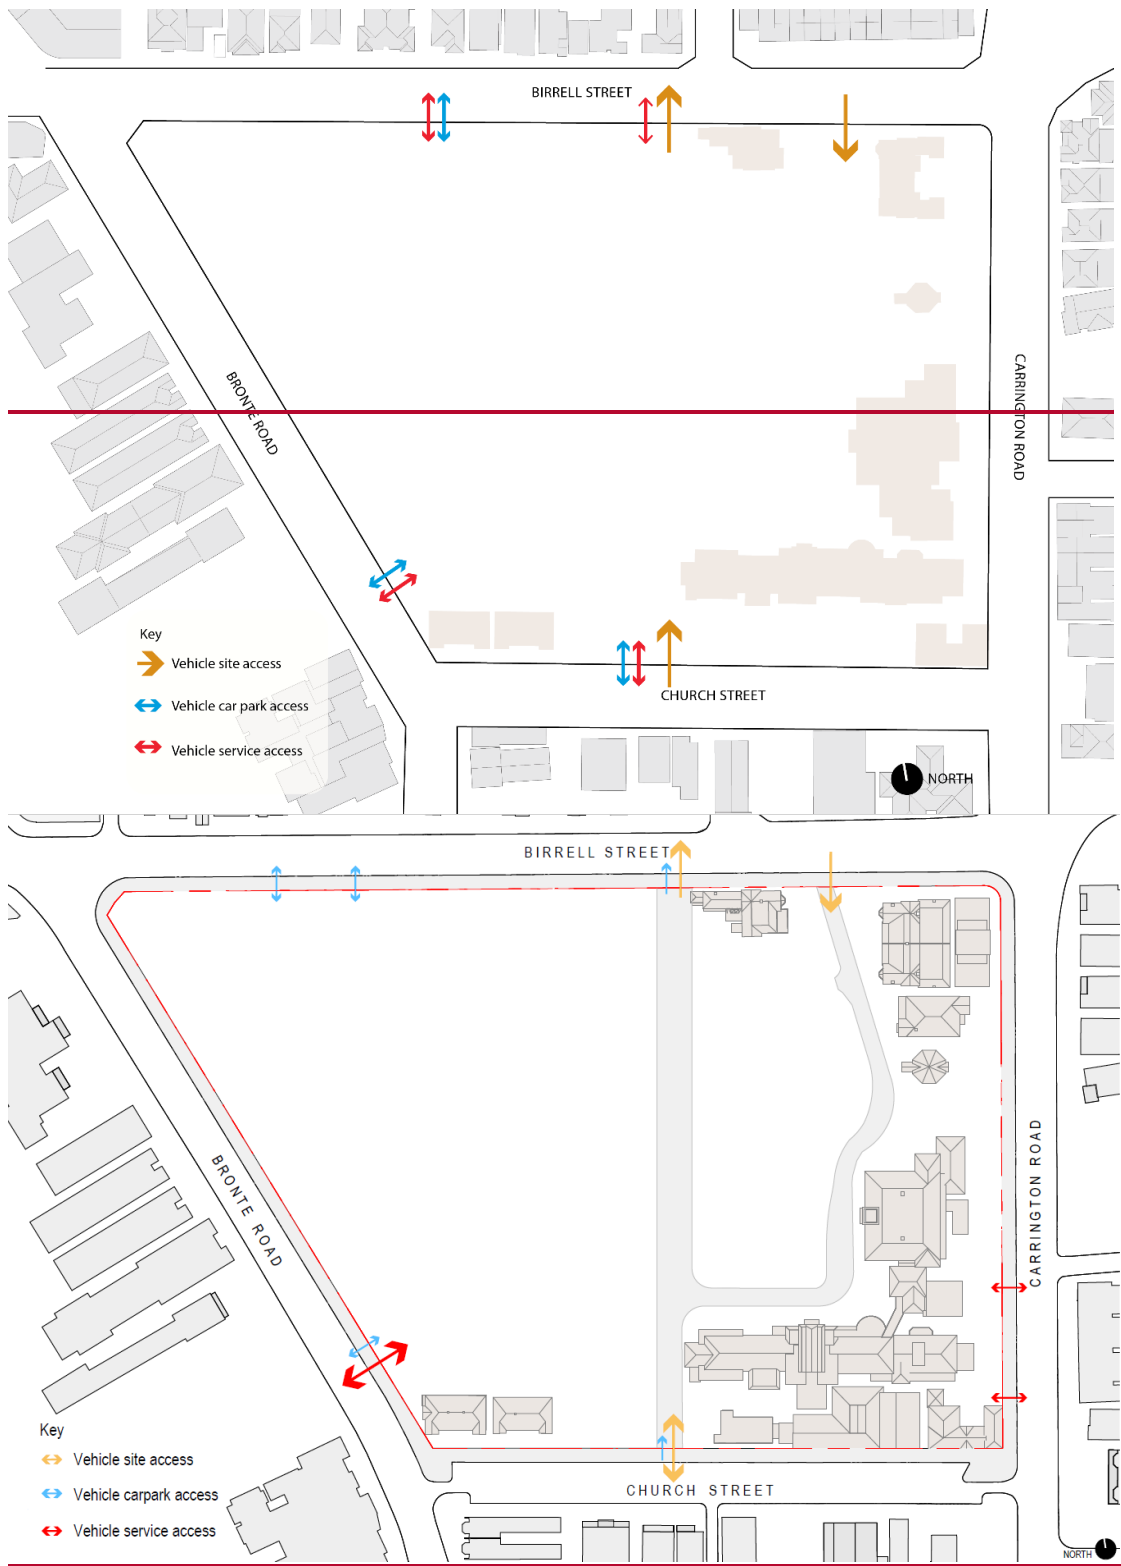 BIRRELL STREET
BRONTE ROAD
CARRINGTON ROAD
Key
Vehicle site access
Vehicle car park access
Vehicle service access
CHURCH STREET
NORTH
BIRRELL STREET
BRONTE ROAD
CARRINGTON ROAD
Key
Vehicle site access
Vehicle carpark access
Vehicle service access
CHURCH STREET
NORTH